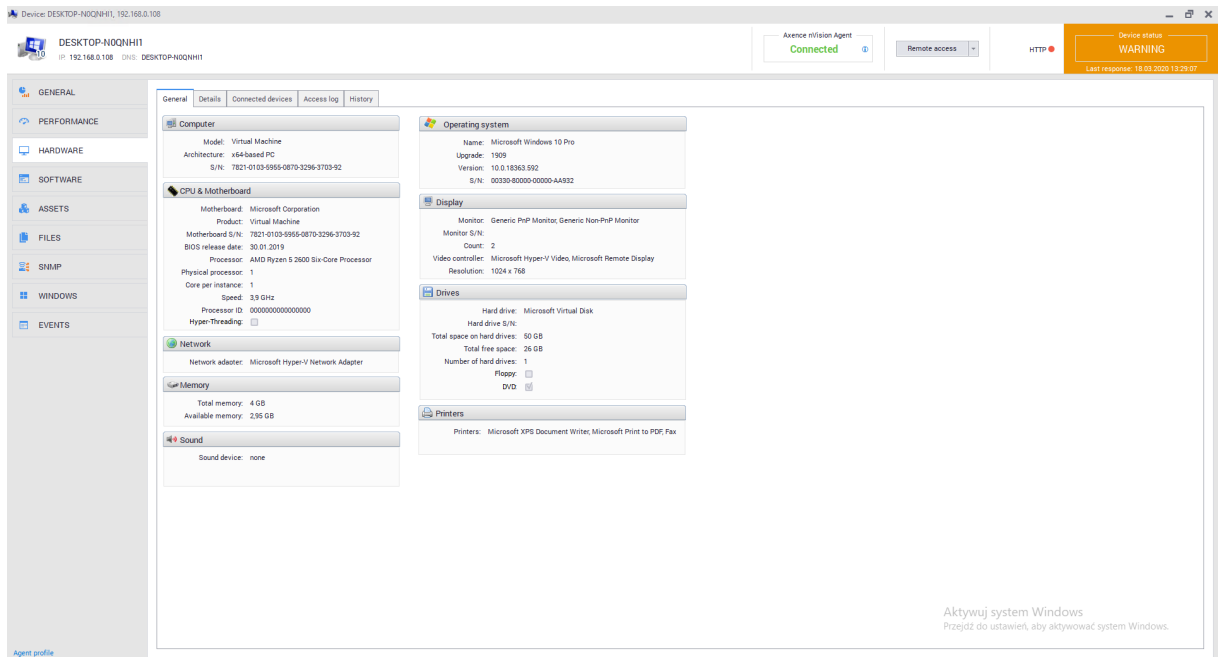 Device: DESKTOP-N0QNHI1, 192.168.0.108
DESKTOP-N0QNHI1
IP: 192.168.0.108 DNS: DESKTOP-N0QNHI1
Axence nVision Agent
Connected
Remote access
HTTP
Device status
WARNING
Last response: 18.03.2020 13:29:07
GENERAL
PERFORMANCE
HARDWARE
SOFTWARE
ASSETS
FILES
SNMP
WINDOWS
EVENTS
General Details Connected devices Access log History
Computer
Model: Virtual Machine
Architecture: x64-based PC
S/N: 7821-0103-5955-0870-3296-3703-92
CPU & Motherboard
Motherboard: Microsoft Corporation
Product: Virtual Machine
Motherboard S/N: 7821-0103-5955-0870-3296-3703-92
BIOS release date: 30.01.2019
Processor: AMD Ryzen 5 2600 Six-Core Processor
Physical processor: 1
Core per instance: 1
Speed: 3,9 GHz
Processor ID: 0000000000000000
Hyper-Threading:
Network
Network adaoter: Microsoft Hyper-V Network Adapter
Memory
Total memory: 4 GB
Available memory: 2,95 GB
Sound
Sound device: none
Operating system
Name: Microsoft Windows 10 Pro
Upgrade: 1909
Version: 10.0.18363.592
S/N: 00330-80000-00000-AA932
Display
Monitor: Generic PnP Monitor, Generic Non-PnP Monitor
Monitor S/N:
Count: 2
Video controller: Microsoft Hyper-V Video, Microsoft Remote Display
Resolution: 1024 x 768
Drives
Hard drive: Microsoft Virtual Disk
Hard drive S/N:
Total space on hard drives: 50 GB
Total free space: 26 GB
Number of hard drives: 1
Floppy:
DVD:
Printers
Printers: Microsoft XPS Document Writer, Microsoft Print to PDF, Fax
Aktywuj system Windows
Przejdź do ustawień, aby aktywować system Windows.
Agent profile